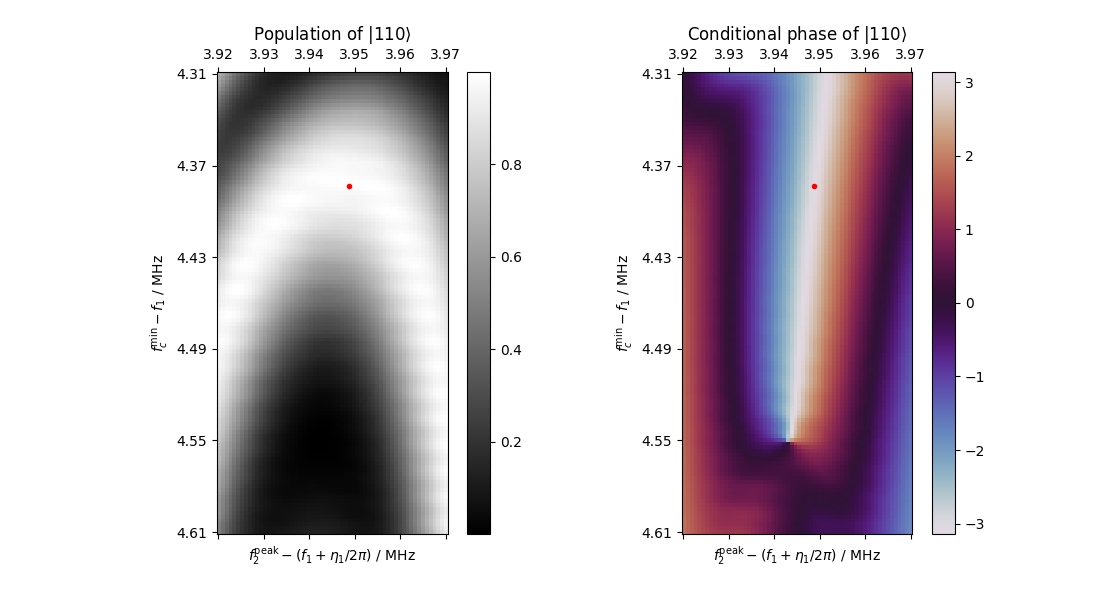 Population of |110⟩
3.92 3.93 3.94 3.95 3.96 3.97
4.31
4.37
4.43
4.49
4.55
4.61
f_c^min − f_1 / MHz
f_2^peak − (f_1 + η_1/2π) / MHz
0.8
0.6
0.4
0.2
Conditional phase of |110⟩
3.92 3.93 3.94 3.95 3.96 3.97
4.31
4.37
4.43
4.49
4.55
4.61
f_c^min − f_1 / MHz
f_2^peak − (f_1 + η_1/2π) / MHz
3
2
1
0
−1
−2
−3